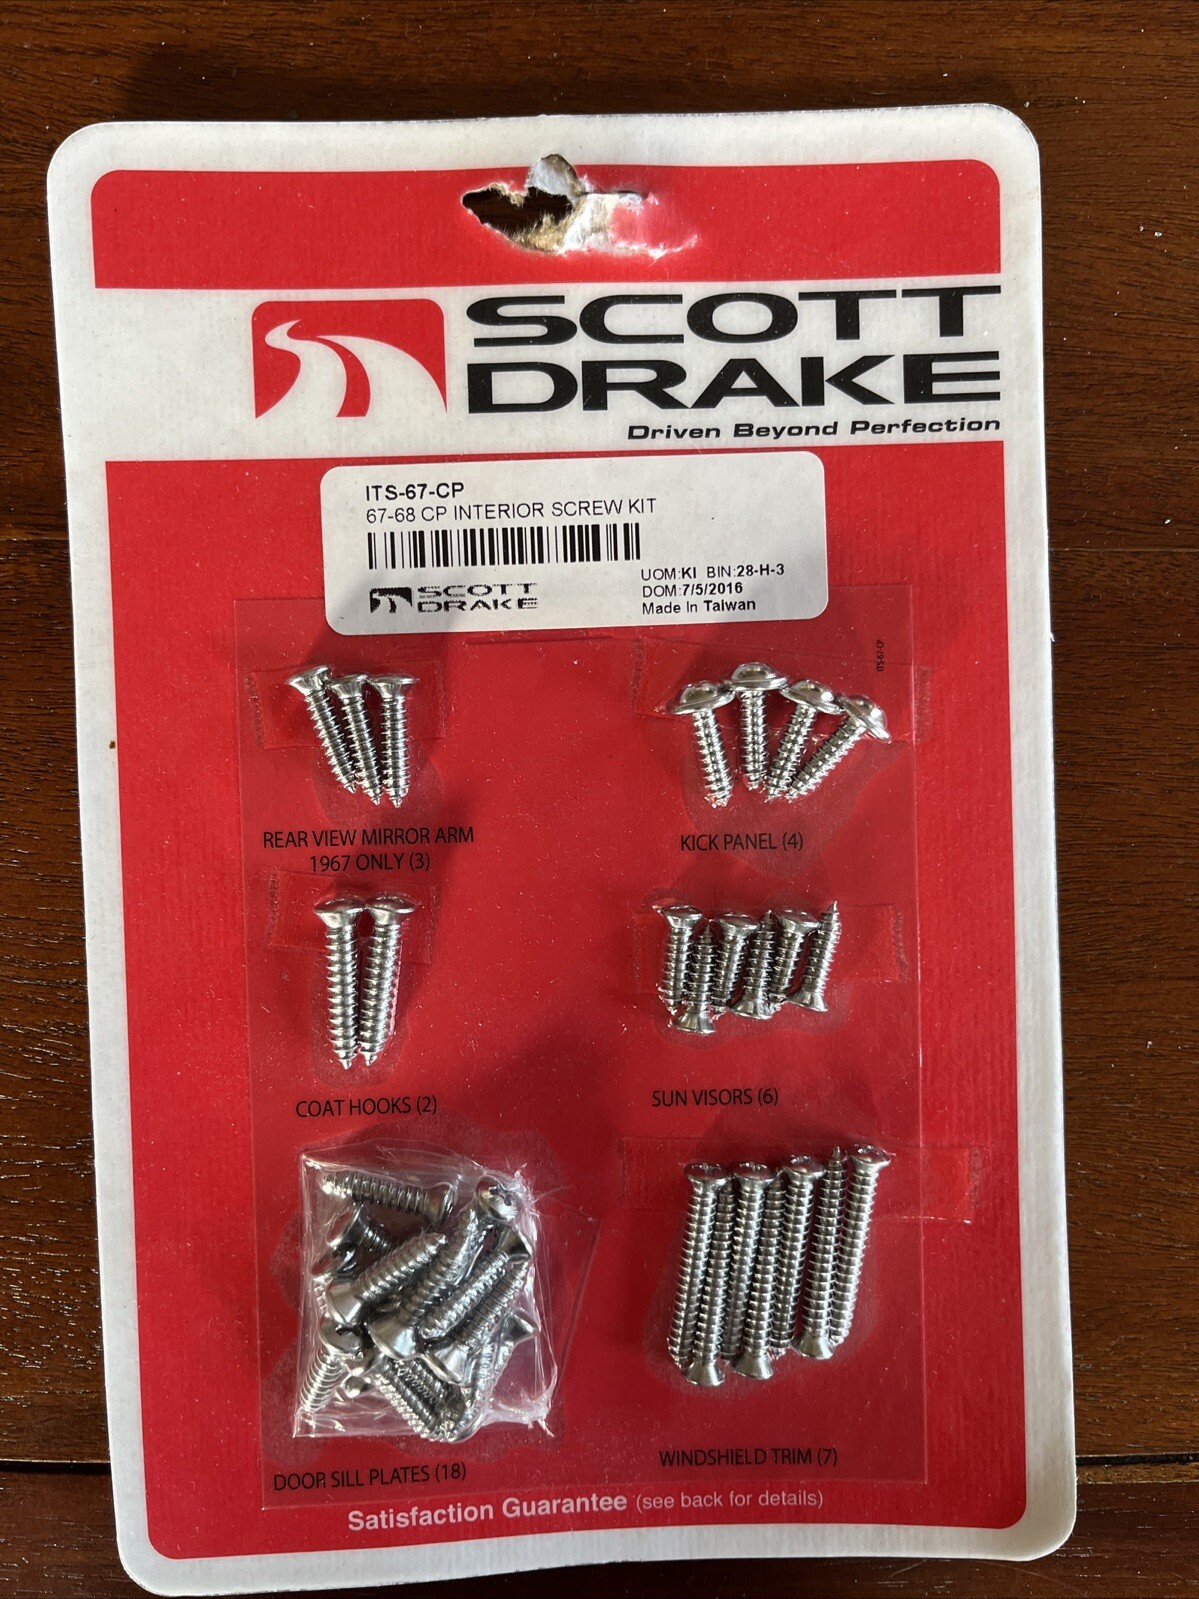 SCOTT
DRAKE
Driven Beyond Perfection
ITS-67-CP
67-68 CP INTERIOR SCREW KIT
SCOTT
DRAKE
UOM:KI BIN:28-H-3
DOM:7/5/2016
Made In Taiwan
ITS-67-CP
REAR VIEW MIRROR ARM
1967 ONLY (3)
KICK PANEL (4)
COAT HOOKS (2)
SUN VISORS (6)
DOOR SILL PLATES (18)
WINDSHIELD TRIM (7)
Satisfaction Guarantee (see back for details)